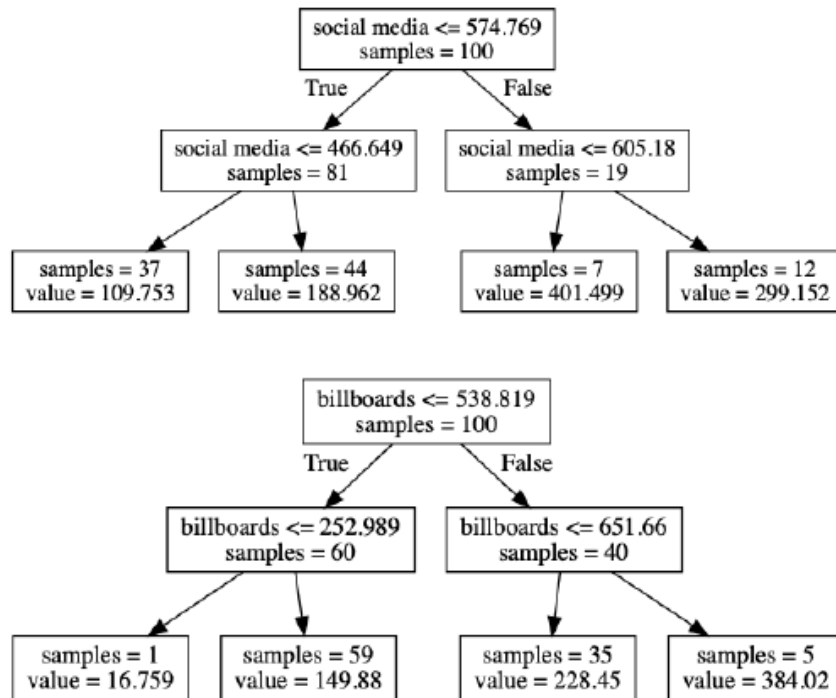 social media <= 574.769
samples = 100
True
False
social media <= 466.649
samples = 81
social media <= 605.18
samples = 19
samples = 37
value = 109.753
samples = 44
value = 188.962
samples = 7
value = 401.499
samples = 12
value = 299.152
billboards <= 538.819
samples = 100
True
False
billboards <= 252.989
samples = 60
billboards <= 651.66
samples = 40
samples = 1
value = 16.759
samples = 59
value = 149.88
samples = 35
value = 228.45
samples = 5
value = 384.02